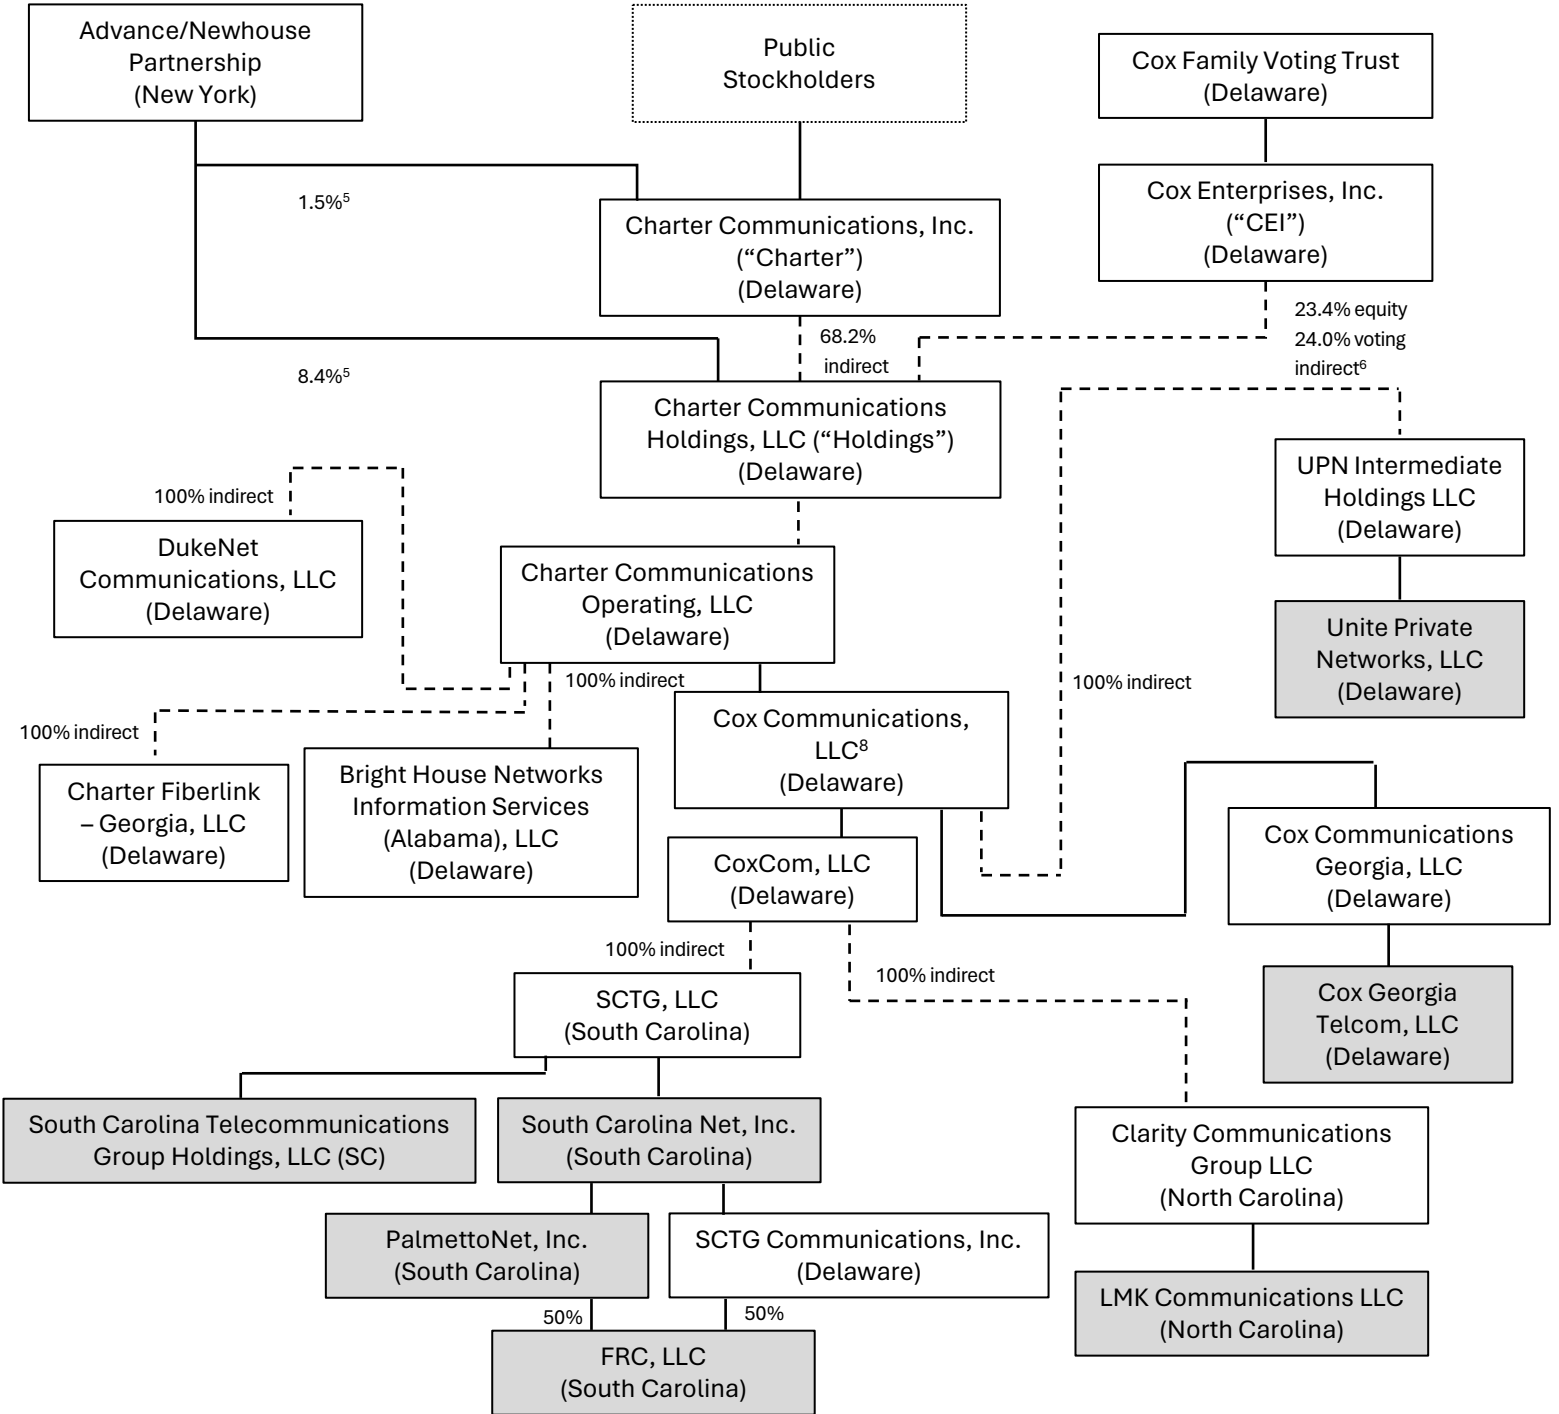 Advance/Newhouse
Partnership
(New York)
Public
Stockholders
Cox Family Voting Trust
(Delaware)
Cox Enterprises, Inc.
(“CEI”)
(Delaware)
1.5%⁵
Charter Communications, Inc.
(“Charter”)
(Delaware)
23.4% equity
24.0% voting
indirect⁶
68.2%
indirect
8.4%⁵
Charter Communications
Holdings, LLC (“Holdings”)
(Delaware)
UPN Intermediate
Holdings LLC
(Delaware)
100% indirect
DukeNet
Communications, LLC
(Delaware)
Charter Communications
Operating, LLC
(Delaware)
Unite Private
Networks, LLC
(Delaware)
100% indirect
100% indirect
100% indirect
Cox Communications,
LLC⁸
(Delaware)
Charter Fiberlink
– Georgia, LLC
(Delaware)
Bright House Networks
Information Services
(Alabama), LLC
(Delaware)
Cox Communications
Georgia, LLC
(Delaware)
CoxCom, LLC
(Delaware)
100% indirect
100% indirect
SCTG, LLC
(South Carolina)
Cox Georgia
Telcom, LLC
(Delaware)
South Carolina Telecommunications
Group Holdings, LLC (SC)
South Carolina Net, Inc.
(South Carolina)
Clarity Communications
Group LLC
(North Carolina)
PalmettoNet, Inc.
(South Carolina)
SCTG Communications, Inc.
(Delaware)
LMK Communications LLC
(North Carolina)
50%
50%
FRC, LLC
(South Carolina)